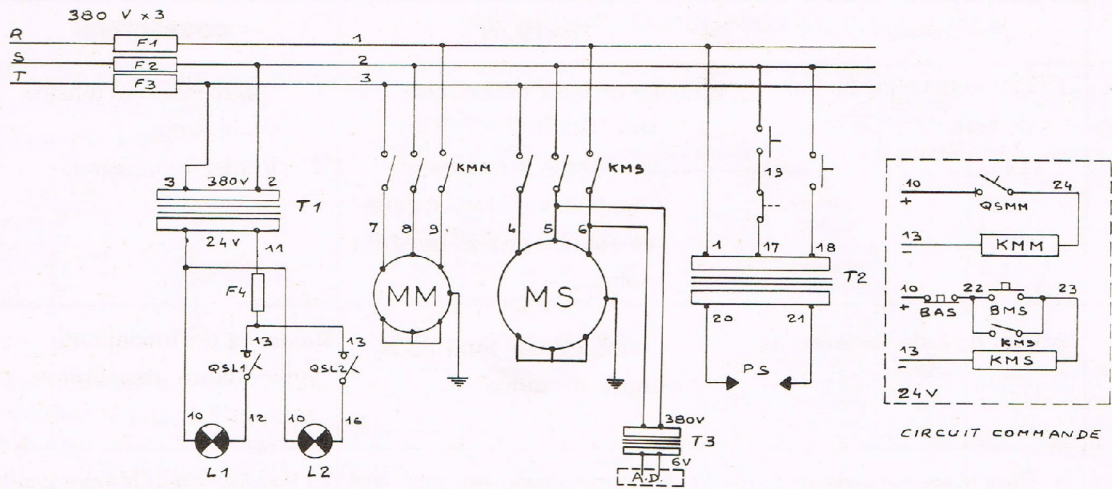 380 V x3
R
F1
1
S
F2
2
T
F3
3
3 380V 2
T1
24V
11
F4
13
13
QSL1
QSL2
10
12
10
16
L1
L2
KMM
7
8
9
MM
KMS
4
5
6
MS
380V
T3
6V
A.D.
19
1
17
18
T2
20
21
PS
10
24
+
QSMM
13
KMM
10
22
23
+
BAS
BMS
KMS
13
KMS
24V
CIRCUIT COMMANDE